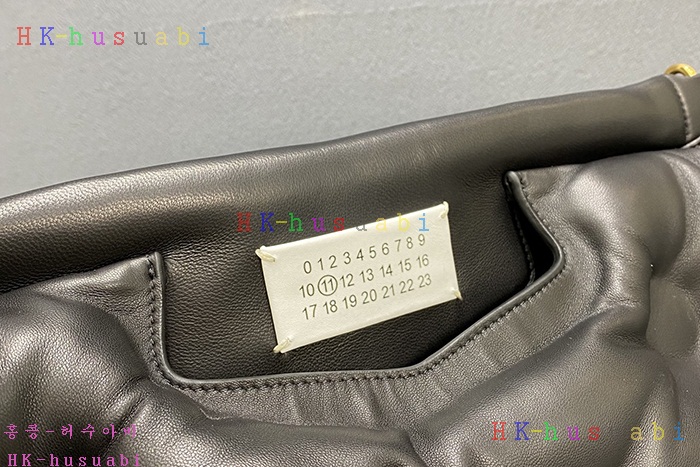 HK-husuabi
HK-husuabi
0 1 2 3 4 5 6 7 8 9
10 11 12 13 14 15 16
17 18 19 20 21 22 23
홍콩-허수아비
HK-husuabi
HK-hus abi